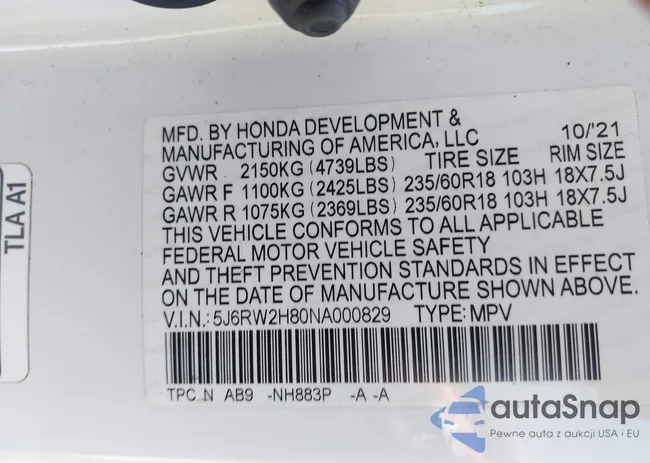 MFD. BY HONDA DEVELOPMENT &
MANUFACTURING OF AMERICA, LLC 10/'21
GVWR 2150KG (4739LBS) TIRE SIZE RIM SIZE
GAWR F 1100KG (2425LBS) 235/60R18 103H 18X7.5J
GAWR R 1075KG (2369LBS) 235/60R18 103H 18X7.5J
THIS VEHICLE CONFORMS TO ALL APPLICABLE
FEDERAL MOTOR VEHICLE SAFETY
AND THEFT PREVENTION STANDARDS IN EFFECT
ON THE DATE OF MANUFACTURE SHOWN ABOVE.
V.I.N.:5J6RW2H80NA000829 TYPE:MPV
TPC N AB9 -NH883P -A -A
TLA A1
autaSnap
Pewne auta z aukcji USA i EU